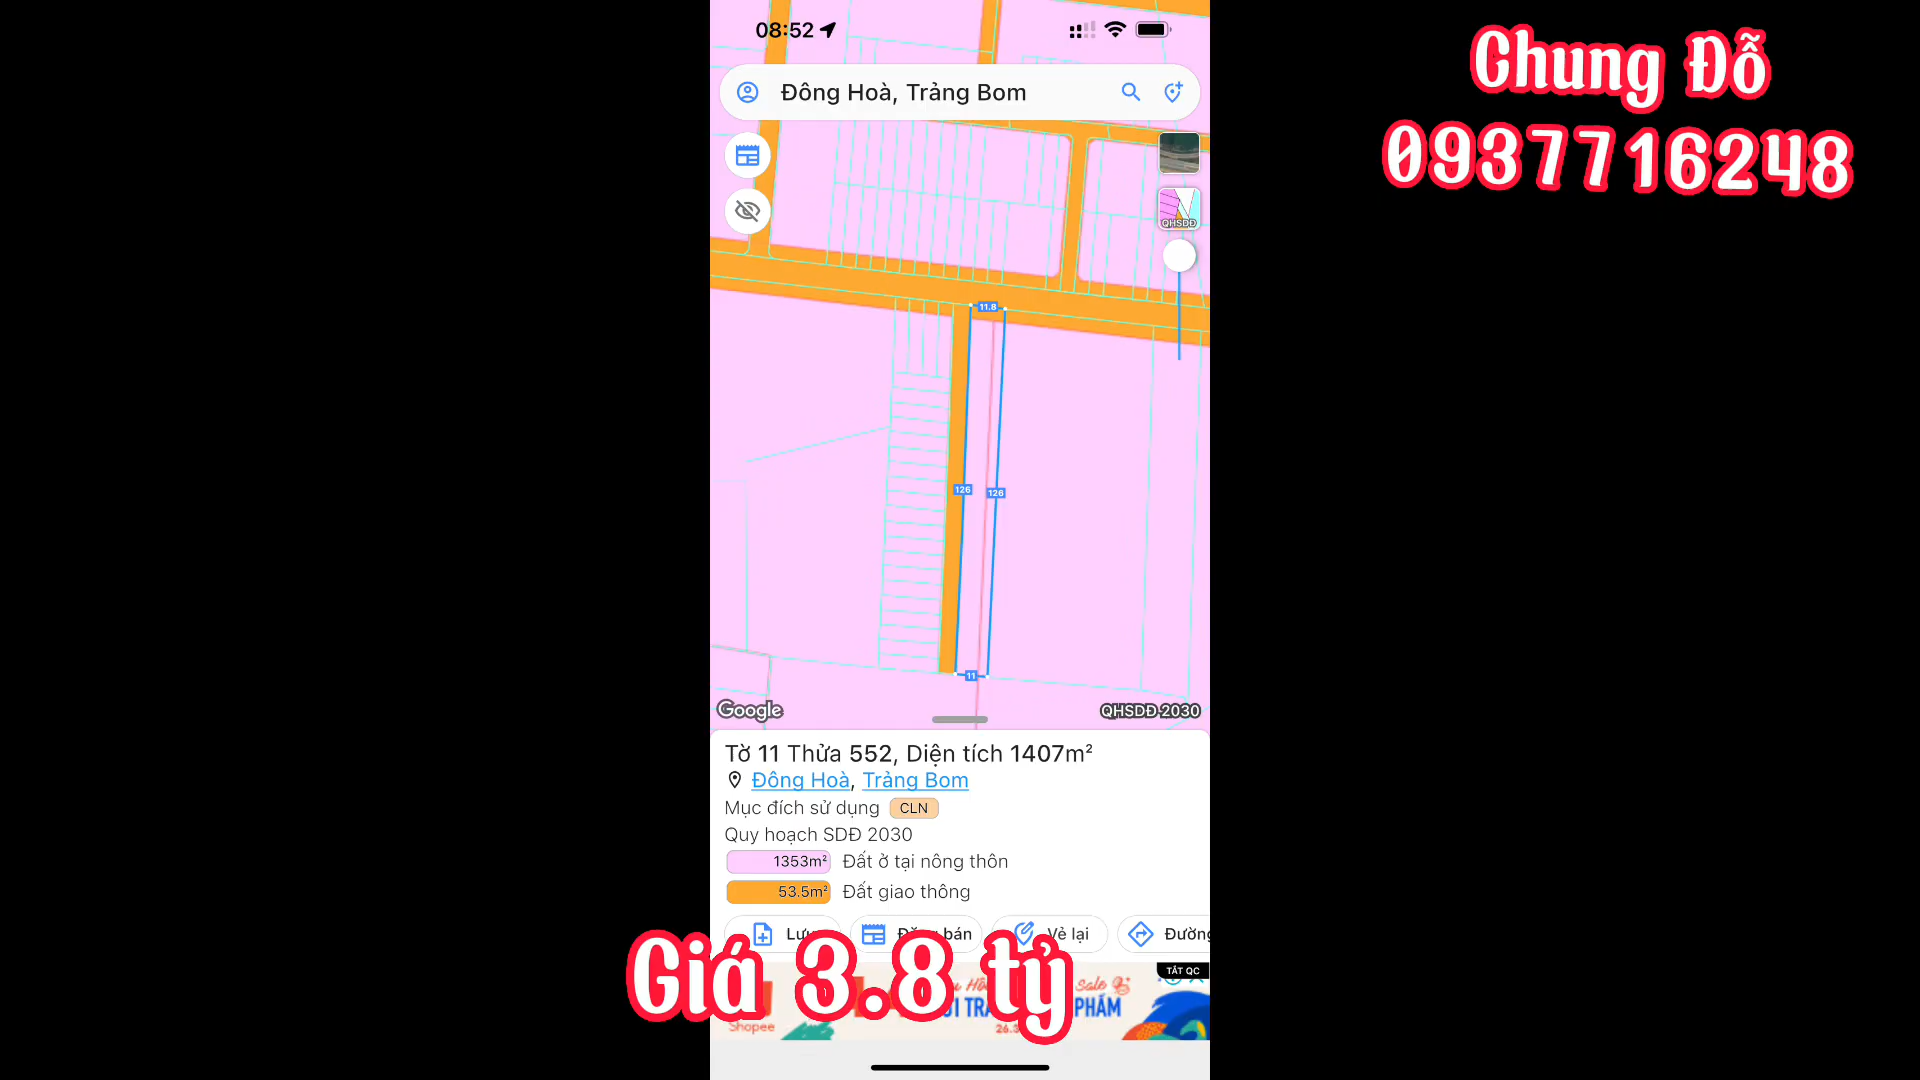 08:52
Chung Đỗ
0937716248
Đông Hoà, Trảng Bom
QHSDĐ
11.8
126
126
11
Google
QHSDĐ 2030
Tờ 11 Thửa 552, Diện tích 1407m²
Đông Hoà, Trảng Bom
Mục đích sử dụng CLN
Quy hoạch SDĐ 2030
1353m² Đất ở tại nông thôn
53.5m² Đất giao thông
bán
Vẽ lại
Giá 3.8 tỷ
TẮT QC
Sale
PHẨM
Shopee